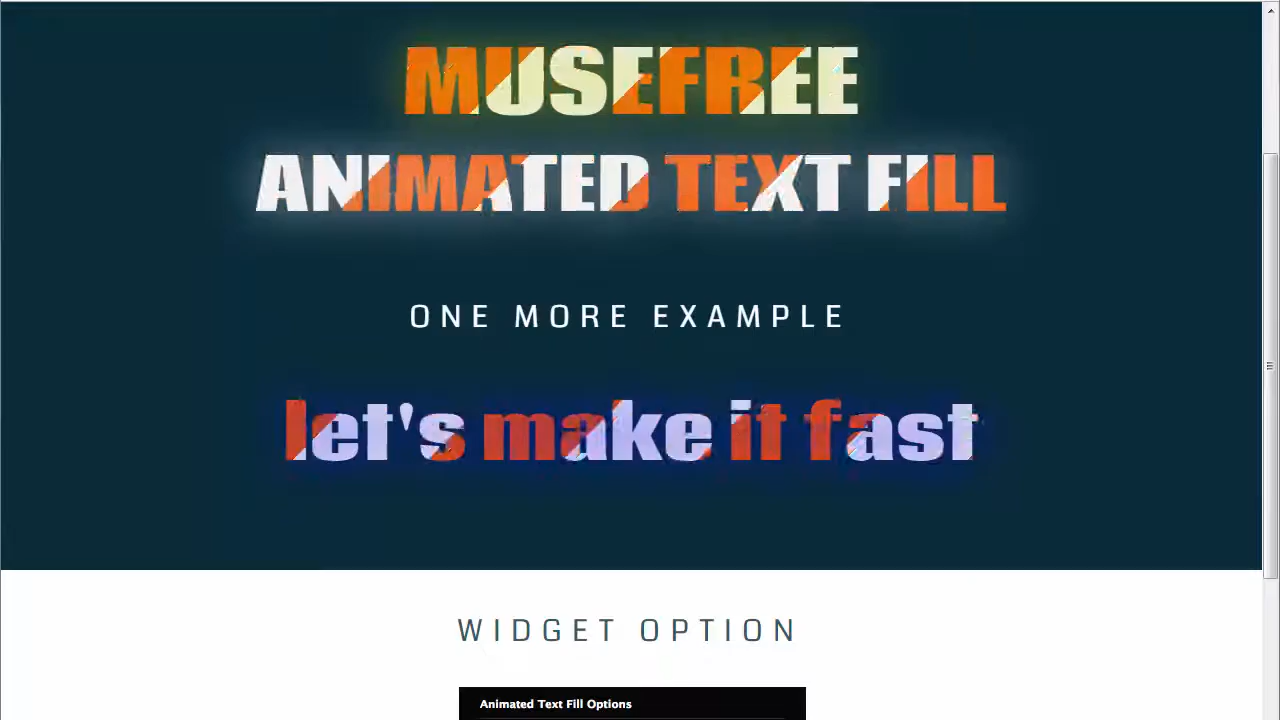 MUSEFREE
ANIMATED TEXT FILL
ONE MORE EXAMPLE
let's make it fast
WIDGET OPTION
Animated Text Fill Options